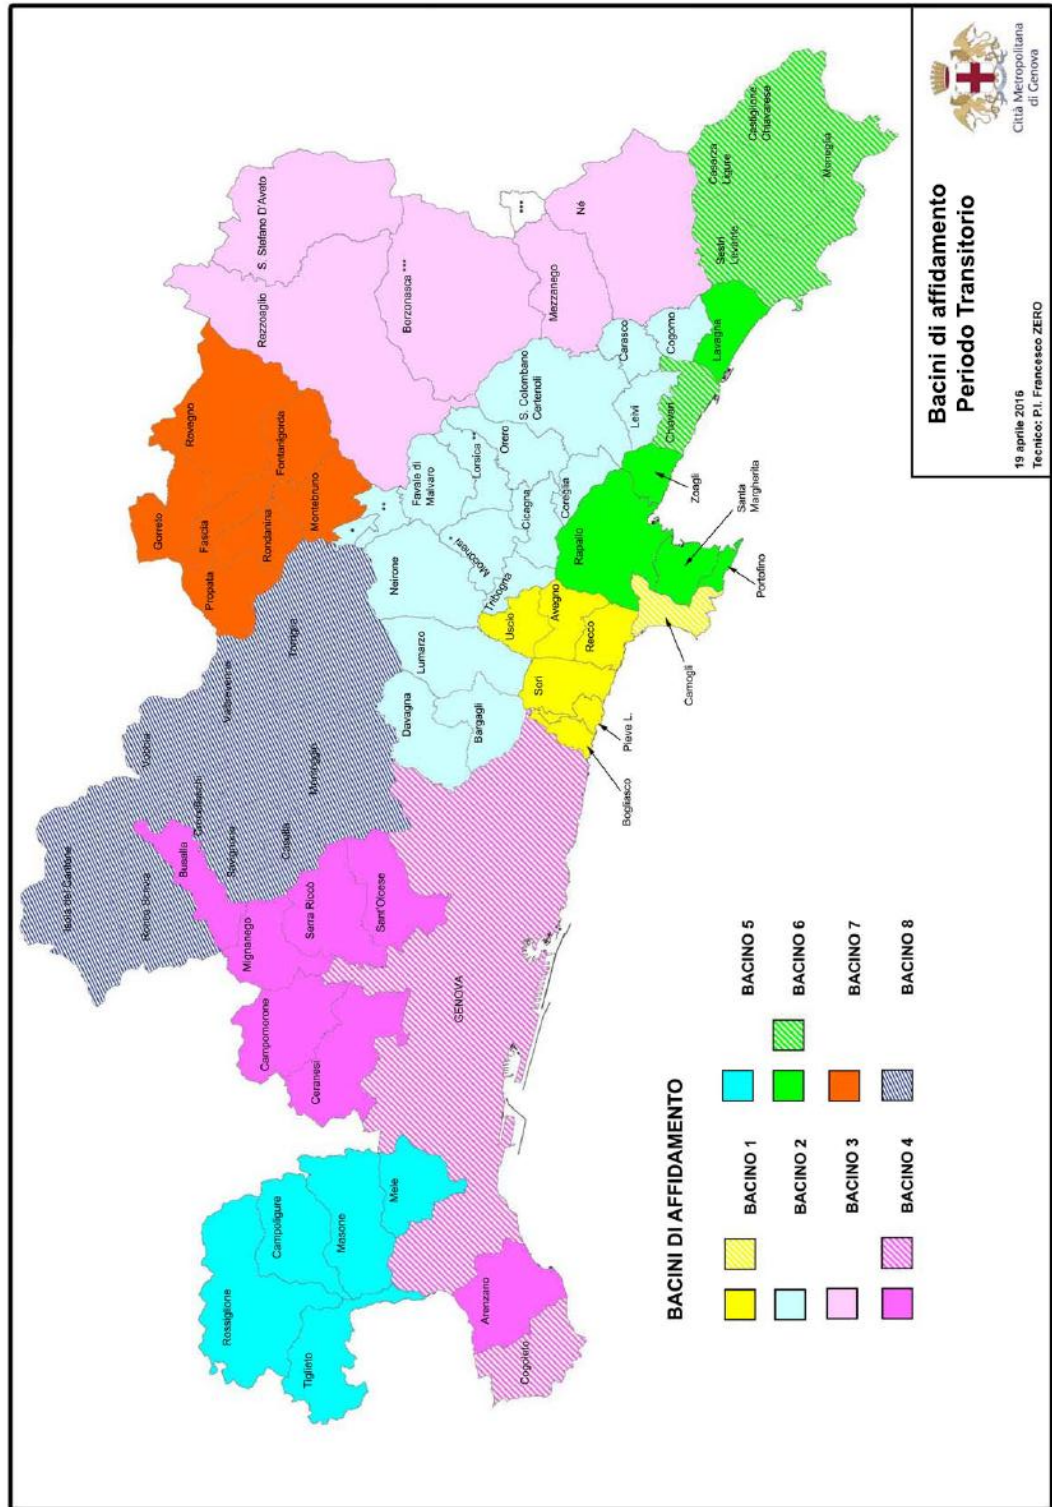 Bacini di affidamento
Periodo Transitorio
19 aprile 2016
Tecnico: P.I. Francesco ZERO
Città Metropolitana
di Genova
Isola del Cantone
Vobbia
Ronco Scrivia
Busalla
Crocefieschi
Valbrevenna
Savignone
Casella
Montoggio
Torriglia
Gorreto
Rovegno
Propata
Fascia
Rondanina
Fontanigorda
Montebruno
Rezzoaglio
S. Stefano D'Aveto
Borzonasca ***
***
Mezzanego
Nè
Rossiglione
Campoligure
Tiglieto
Masone
Mele
Campomorone
Ceranesi
Mignanego
Serra Riccò
Sant'Olcese
GENOVA
Arenzano
Cogoleto
Davagna
Bargagli
Lumarzo
Neirone
*
**
Favale di
Malvaro
Moconesi *
Lorsica **
Tribogna
Cicagna
Orero
Coreglia
S. Colombano
Certenoli
Leivi
Carasco
Cogorno
Uscio
Avegno
Recco
Sori
Pieve L.
Bogliasco
Camogli
Rapallo
Zoagli
Santa
Margherita
Portofino
Chiavari
Lavagna
Sestri
Levante
Casarza
Ligure
Castiglione
Chiavarese
Moneglia
BACINI DI AFFIDAMENTO
BACINO 1
BACINO 2
BACINO 3
BACINO 4
BACINO 5
BACINO 6
BACINO 7
BACINO 8